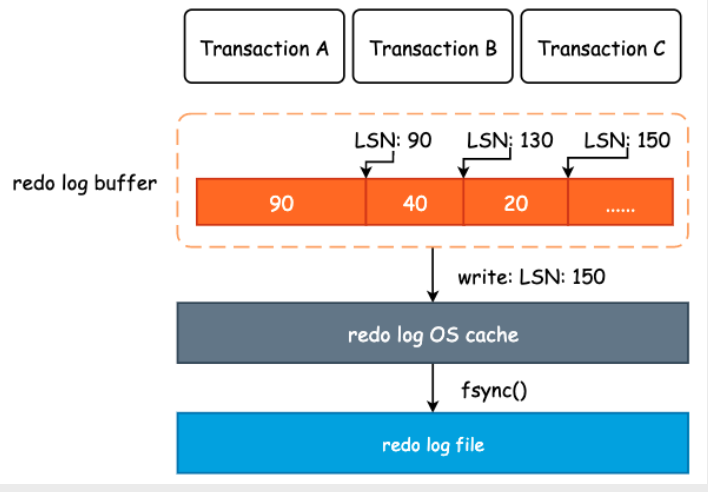 Transaction A
Transaction B
Transaction C
LSN: 90
LSN: 130
LSN: 150
redo log buffer
90
40
20
......
write: LSN: 150
redo log OS cache
fsync()
redo log file